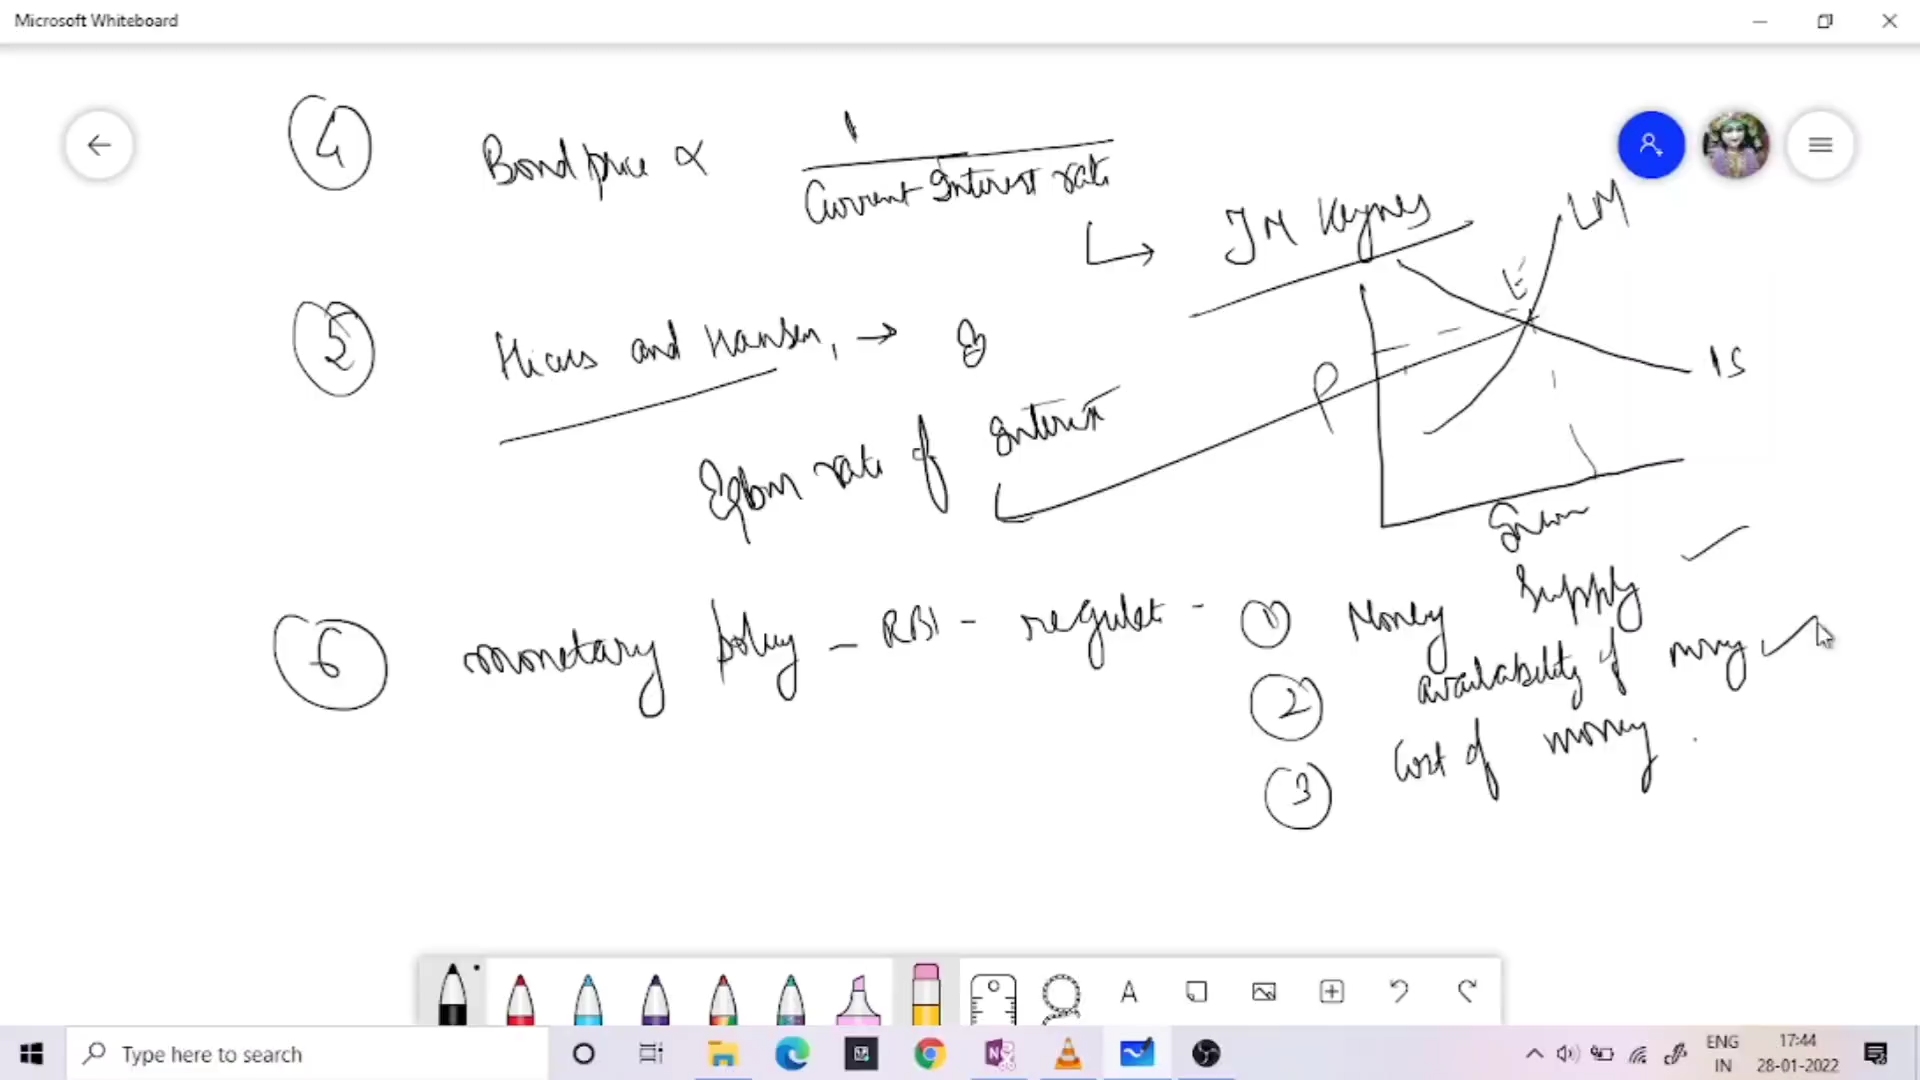 Microsoft Whiteboard
4 Bond price ∝ 1
Current Interest rate
JM Keynes
LM
E
IS
P
5 Hicks and Hansen, →
Eqbm rate of Interest
6 monetary policy - RBI - regulat - 1 Money Supply
2 availability of money
3 Cost of money.
Type here to search
ENG
IN
17:44
28-01-2022